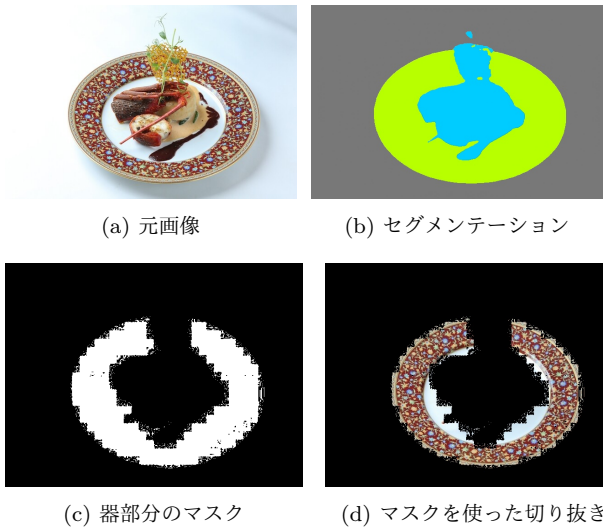 (a) 元画像
(b) セグメンテーション
(c) 器部分のマスク
(d) マスクを使った切り抜き